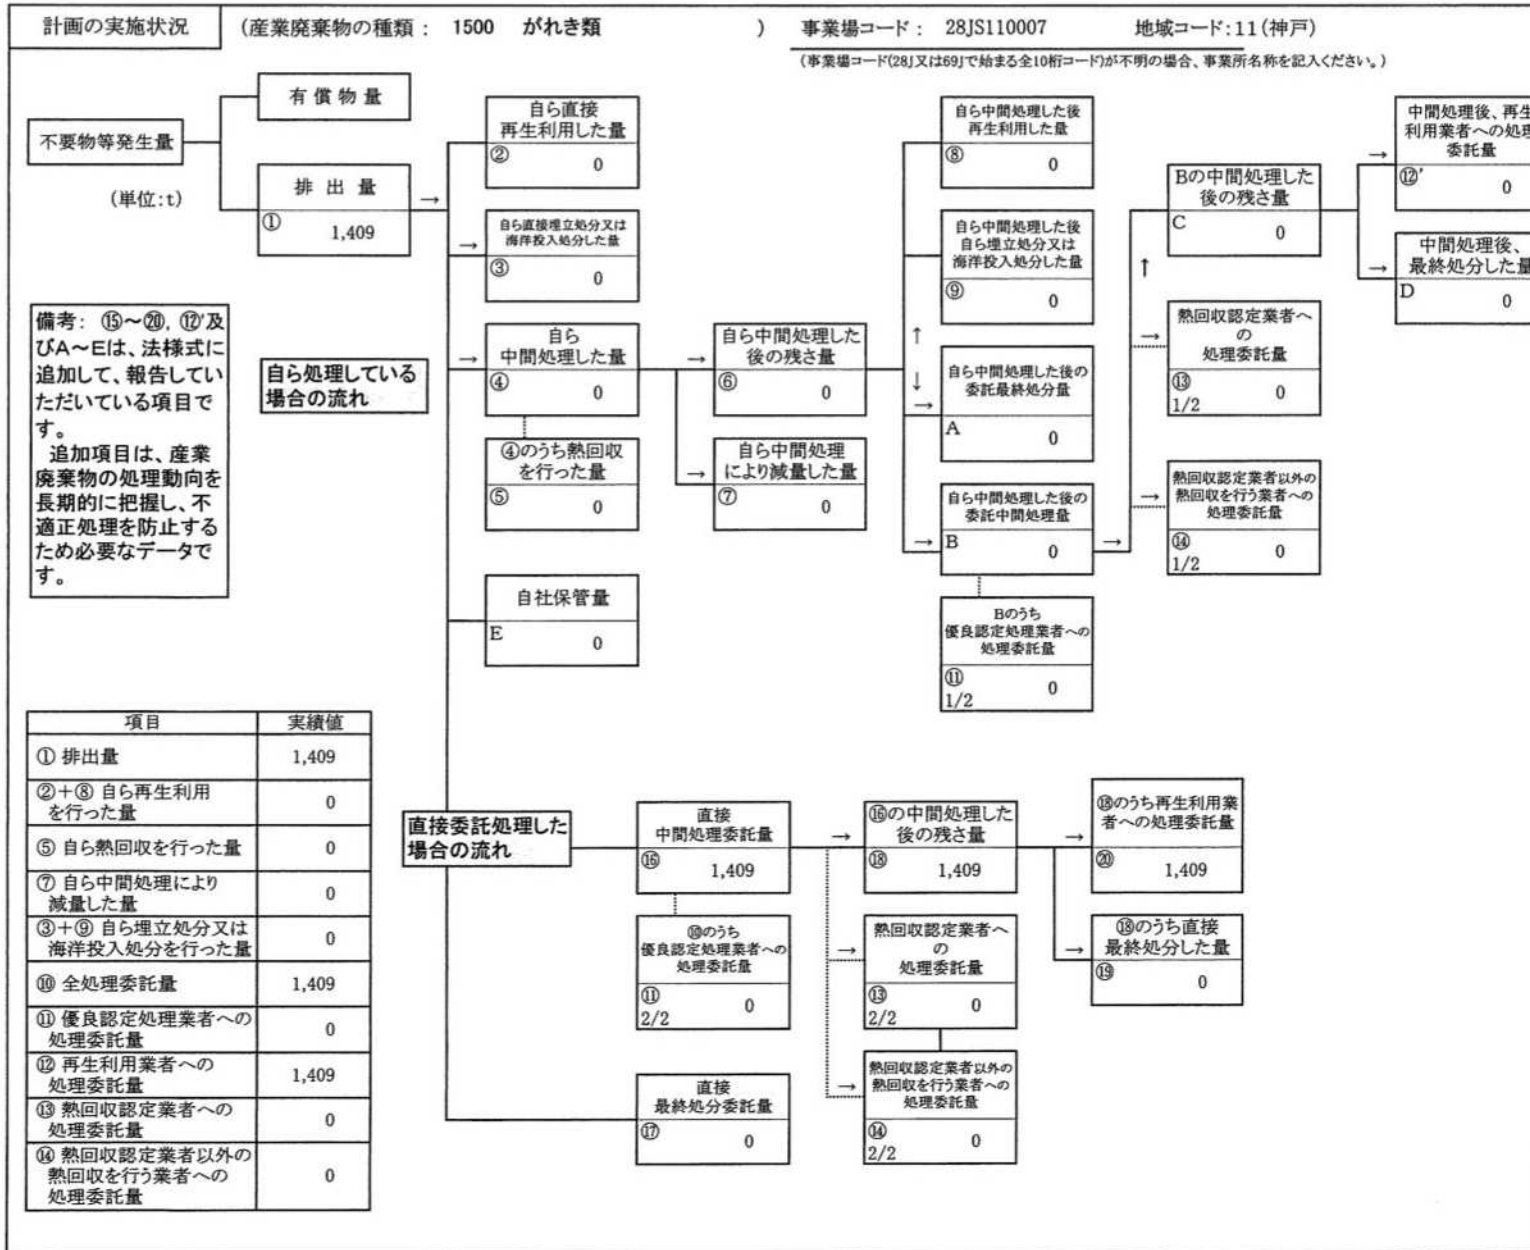 計画の実施状況 (産業廃棄物の種類： 1500 がれき類 ) 事業場コード： 28JS110007 地域コード：11(神戸)
(事業場コード(28J又は69Jで始まる全10桁コード)が不明の場合、事業所名称を記入ください。)
不要物等発生量
(単位：t)
有償物量
排出量
① 1,409
→
備考： ⑮～⑳，⑫'及
びA～Eは、法様式に
追加して、報告してい
ただいている項目で
す。
追加項目は、産業
廃棄物の処理動向を
長期的に把握し、不
適正処理を防止する
ため必要なデータで
す。
自ら処理している
場合の流れ
自ら直接
再生利用した量
② 0
→
自ら直接埋立処分又は
海洋投入処分した量
③ 0
→
自ら
中間処理した量
④ 0
④のうち熱回収
を行った量
⑤ 0
自社保管量
E 0
→
自ら中間処理した
後の残さ量
⑥ 0
→
自ら中間処理
により減量した量
⑦ 0
自ら中間処理した後
再生利用した量
⑧ 0
自ら中間処理した後
自ら埋立処分又は
海洋投入処分した量
⑨ 0
↑
↓
→
自ら中間処理した後の
委託最終処分量
A 0
→
自ら中間処理した後の
委託中間処理量
B 0
→
Bのうち
優良認定処理業者への
処理委託量
⑪ 0
1/2
↑
Bの中間処理した
後の残さ量
C 0
→
熱回収認定業者へ
の
処理委託量
⑬ 0
1/2
→
熱回収認定業者以外の
熱回収を行う業者への
処理委託量
⑭ 0
1/2
→
中間処理後、再生
利用業者への処理
委託量
⑫' 0
→
中間処理後、
最終処分した量
D 0
項目 実績値
① 排出量 1,409
②＋⑧ 自ら再生利用
を行った量 0
⑤ 自ら熱回収を行った量 0
⑦ 自ら中間処理により
減量した量 0
③＋⑨ 自ら埋立処分又は
海洋投入処分を行った量 0
⑩ 全処理委託量 1,409
⑪ 優良認定処理業者への
処理委託量 0
⑫ 再生利用業者への
処理委託量 1,409
⑬ 熱回収認定業者への
処理委託量 0
⑭ 熱回収認定業者以外の
熱回収を行う業者への
処理委託量 0
直接委託処理した
場合の流れ
直接
中間処理委託量
⑯ 1,409
⑩のうち
優良認定処理業者への
処理委託量
⑪ 0
2/2
直接
最終処分委託量
⑰ 0
→
⑯の中間処理した
後の残さ量
⑱ 1,409
→
熱回収認定業者へ
の
処理委託量
⑬ 0
2/2
→
熱回収認定業者以外の
熱回収を行う業者への
処理委託量
⑭ 0
2/2
→
⑱のうち再生利用業
者への処理委託量
⑳ 1,409
→
⑱のうち直接
最終処分した量
⑲ 0